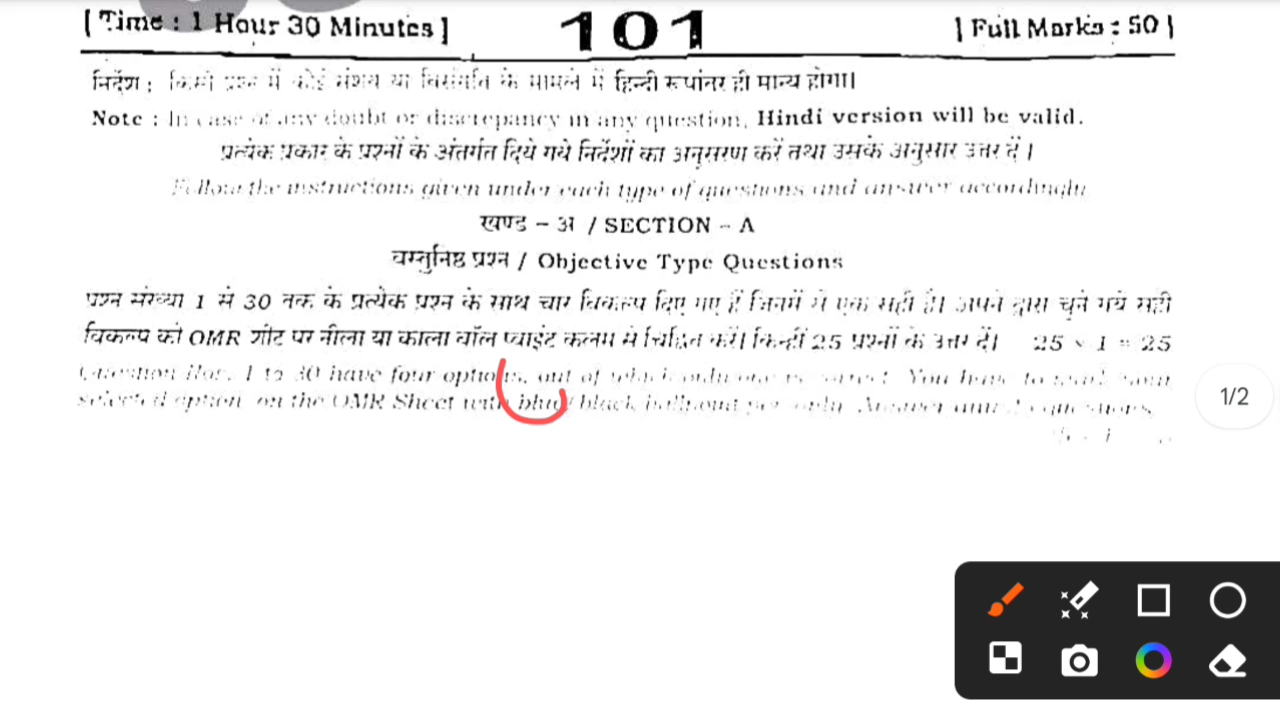 [ Time : 1 Hour 30 Minutes ] 101 [ Full Marks : 50 ]
निर्देश : किसी प्रश्न में कोई संशय या विसंगति के मामले में हिन्दी रूपांतर ही मान्य होगा।
Note : In case of any doubt or discrepancy in any question, Hindi version will be valid.
प्रत्येक प्रकार के प्रश्नों के अंतर्गत दिये गये निर्देशों का अनुसरण करें तथा उसके अनुसार उत्तर दें।
Follow the instructions given under each type of questions and answer accordingly
खण्ड - अ / SECTION - A
वस्तुनिष्ठ प्रश्न / Objective Type Questions
प्रश्न संख्या 1 से 30 तक के प्रत्येक प्रश्न के साथ चार विकल्प दिए गए हैं जिनमें से एक सही है। अपने द्वारा चुने गये सही
विकल्प को OMR शीट पर नीला या काला बॉल प्वाइंट कलम से चिह्नित करें। किन्हीं 25 प्रश्नों के उत्तर दें। 25 × 1 = 25
Question Nos. 1 to 30 have four options, out of which only one is correct. You have to mark your
selected option on the OMR Sheet with blue / black ballpoint pen only. Answer questions.
1/2